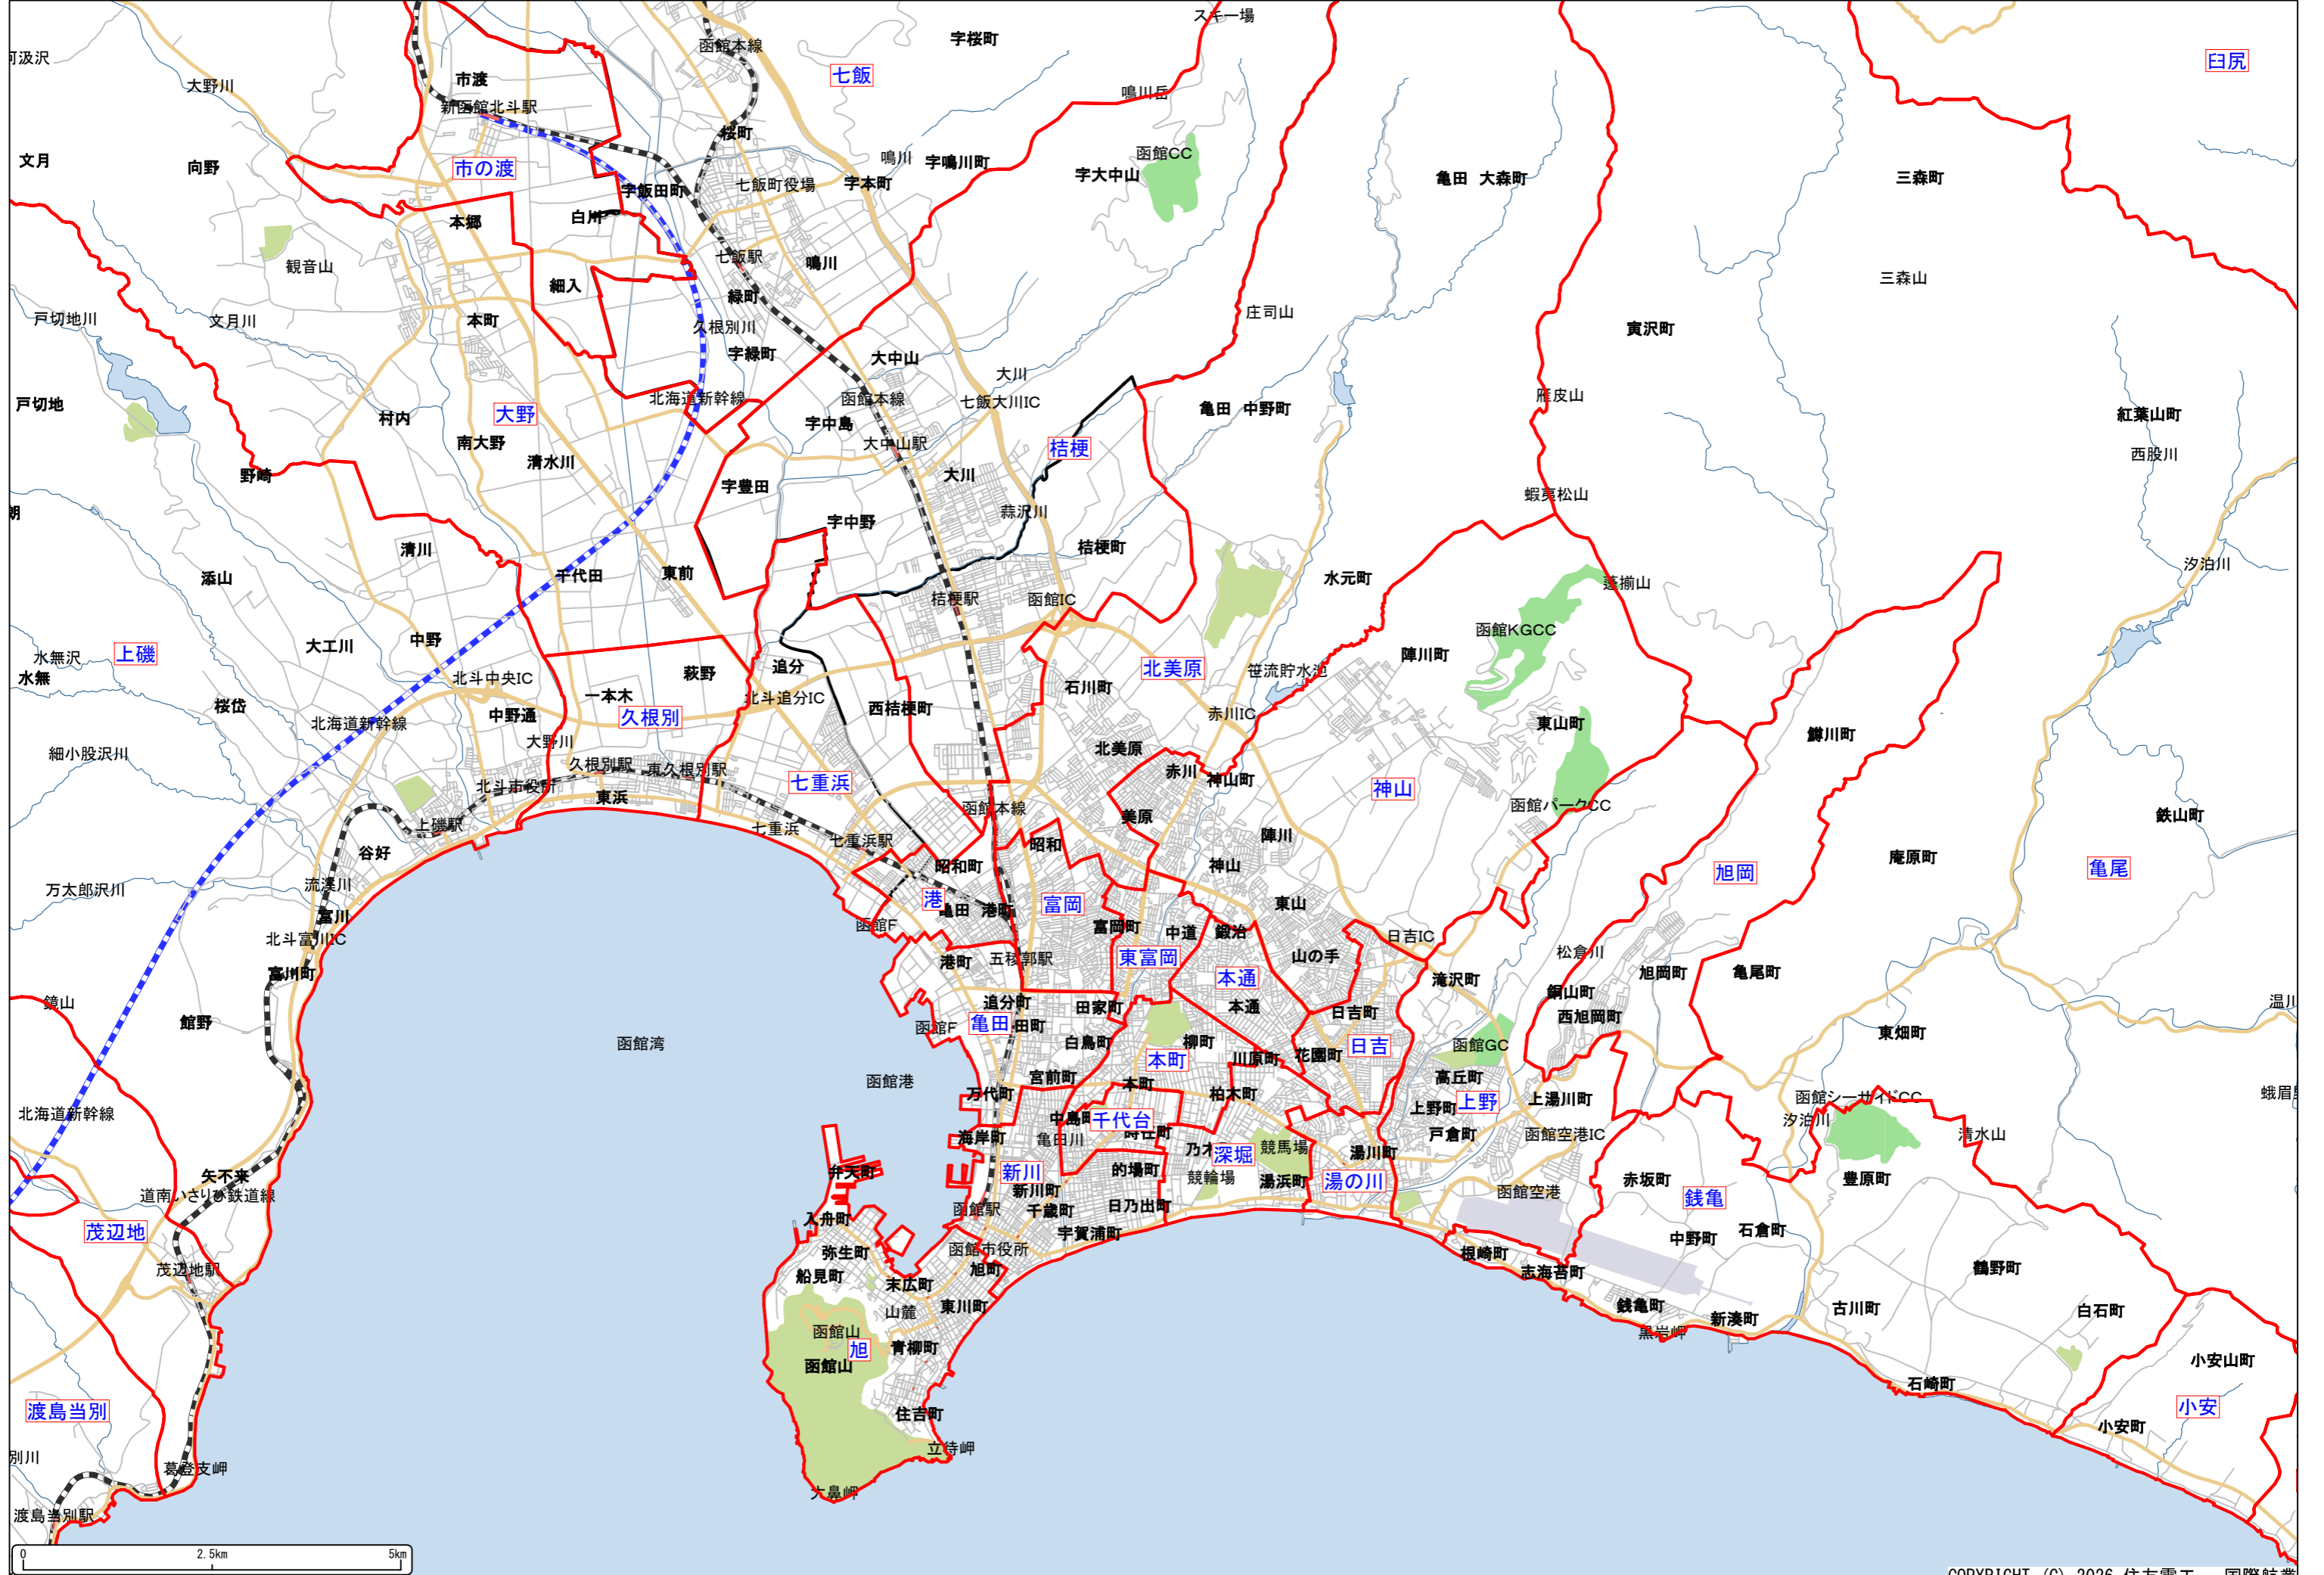 スキー場
字桜町
函館本線
七飯
臼尻
市渡
大野川
新函館北斗駅
鳴川岳
桜町
函館CC
文月
向野
市の渡
鳴川
字鳴川町
字大中山
亀田 大森町
三森町
字飯田町
七飯町役場
字本町
本郷
白川
七飯駅
鳴川
観音山
細入
三森山
緑町
戸切地川
文月川
本町
久根別川
庄司山
寅沢町
字緑町
大中山
大川
戸切地
村内
大野
北海道新幹線
函館本線
七飯大川IC
亀田 中野町
雁皮山
紅葉山町
字中島
大中山駅
桔梗
南大野
清水川
西股川
野崎
大川
字豊田
蝦夷松山
蒜沢川
字中野
清川
桔梗町
添山
千代田
東前
水元町
蓬揃山
汐泊川
桔梗駅
函館IC
函館KGCC
大工川
中野
上磯
水無沢
水無
北斗中央IC
萩野
追分
北美原
笹流貯水池
陣川町
一本木
北斗追分IC
石川町
桜岱
中野通
久根別
西桔梗町
赤川IC
東山町
北海道新幹線
大野川
鱒川町
細小股沢川
久根別駅
東久根別駅
北美原
赤川
神山町
北斗市役所
七重浜
神山
東浜
函館本線
函館パークCC
上磯駅
七重浜
七重浜駅
美原
鉄山町
谷好
昭和
陣川
昭和町
神山
庵原町
旭岡
亀尾
万太郎沢川
流渓川
港
富岡
東山
富川
亀田 港町
富岡町
中道
鍛治
北斗富川IC
日吉IC
松倉川
港町
五稜郭駅
東富岡
山の手
富川町
本通
滝沢町
旭岡町
亀尾町
鏡山
追分町
田家町
本通
銅山町
館野
亀田
田町
日吉町
西旭岡町
東畑町
函館湾
白鳥町
柳町
本町
川原町
花園町
日吉
函館GC
函館港
宮前町
本町
高丘町
万代町
柏木町
上野町
上野
上湯川町
函館シーサイドCC
北海道新幹線
千代台
汐泊川
海岸町
亀田川
戸倉町
函館空港IC
清水山
競馬場
湯川町
弁天町
新川
的場町
深堀
矢不来
道南いさりび鉄道線
新川町
競輪場
湯浜町
湯の川
函館空港
赤坂町
豊原町
銭亀
函館駅
千歳町
日乃出町
茂辺地
入舟町
宇賀浦町
石倉町
中野町
弥生町
函館市役所
根崎町
茂辺地駅
船見町
旭町
志海苔町
鶴野町
末広町
東川町
山麓
銭亀町
新湊町
古川町
白石町
函館山
旭
青柳町
黒岩岬
函館山
小安山町
石崎町
渡島当別
住吉町
小安
小安町
立待岬
別川
葛登支岬
大鼻岬
渡島当別駅
0 2.5km 5km